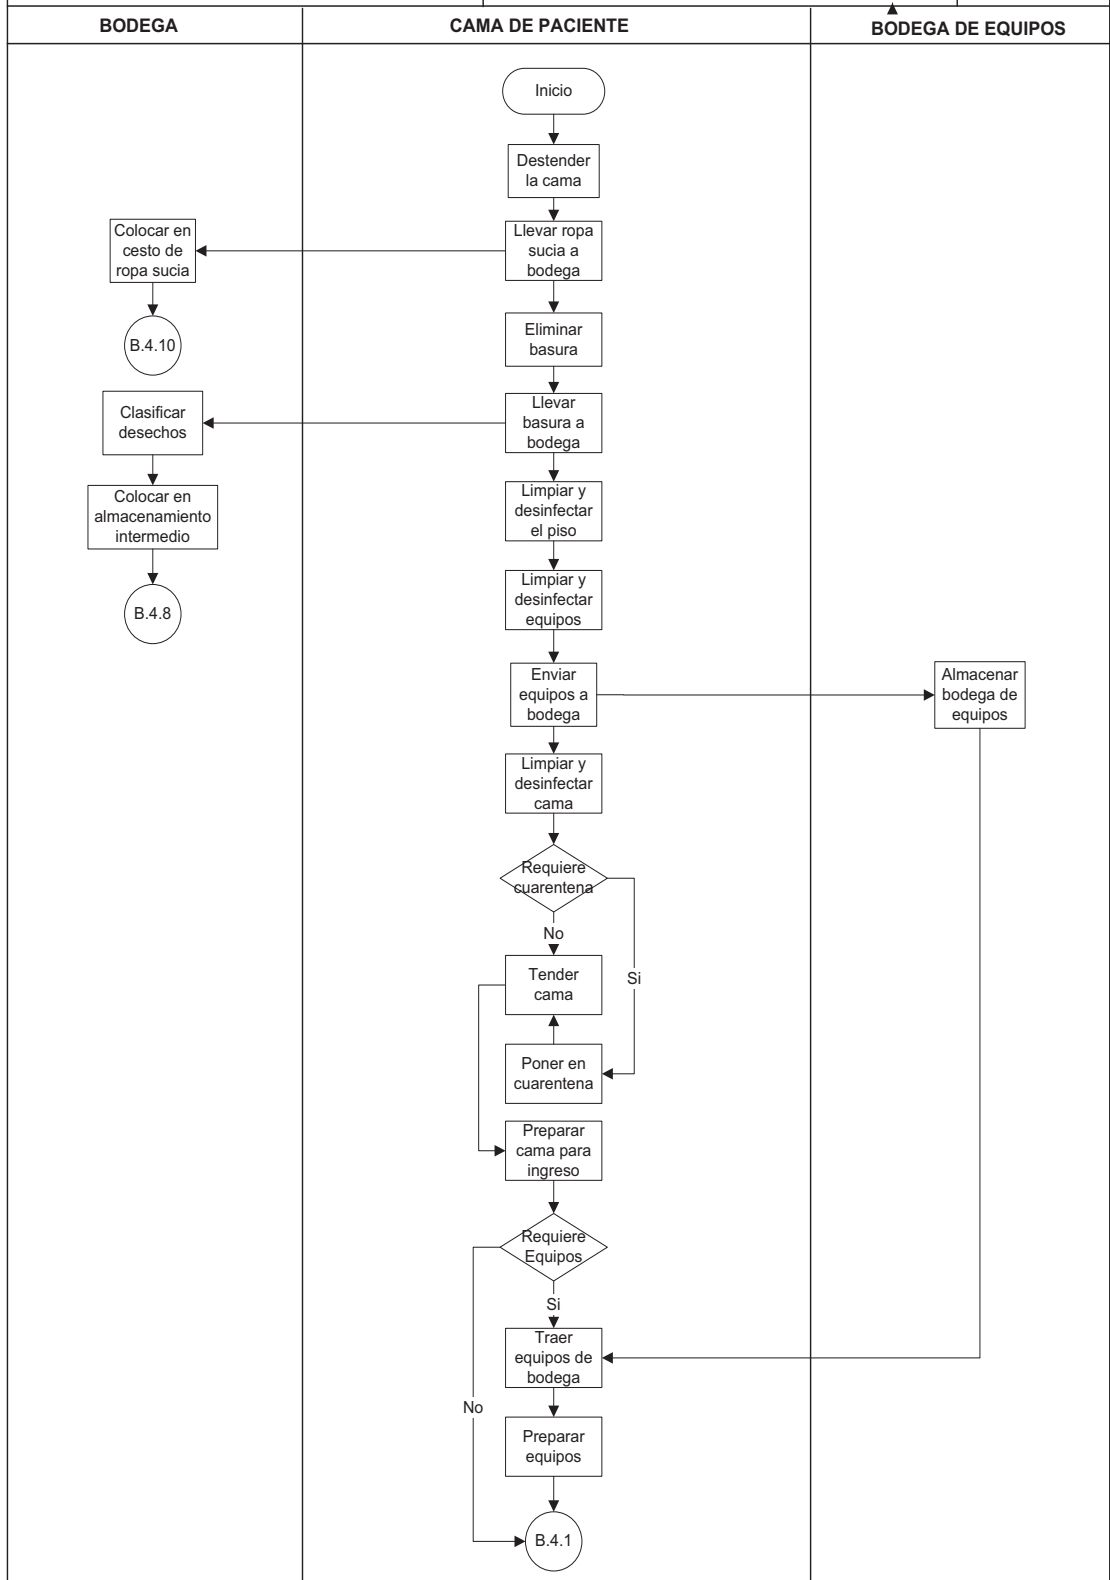 BODEGA
CAMA DE PACIENTE
BODEGA DE EQUIPOS
Inicio
Destender
la cama
Llevar ropa
sucia a
bodega
Colocar en
cesto de
ropa sucia
B.4.10
Eliminar
basura
Llevar
basura a
bodega
Clasificar
desechos
Colocar en
almacenamiento
intermedio
B.4.8
Limpiar y
desinfectar
el piso
Limpiar y
desinfectar
equipos
Enviar
equipos a
bodega
Almacenar
bodega de
equipos
Limpiar y
desinfectar
cama
Requiere
cuarentena
No
Si
Tender
cama
Poner en
cuarentena
Preparar
cama para
ingreso
Requiere
Equipos
Si
Traer
equipos de
bodega
No
Preparar
equipos
B.4.1